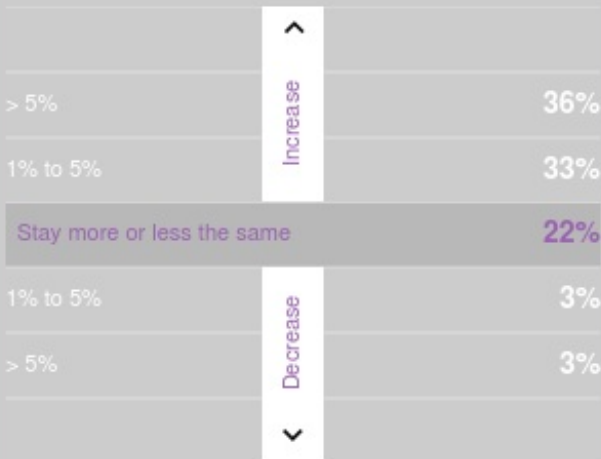 > 5% 36%
Increase
1% to 5% 33%
Stay more or less the same 22%
1% to 5% 3%
Decrease
> 5% 3%